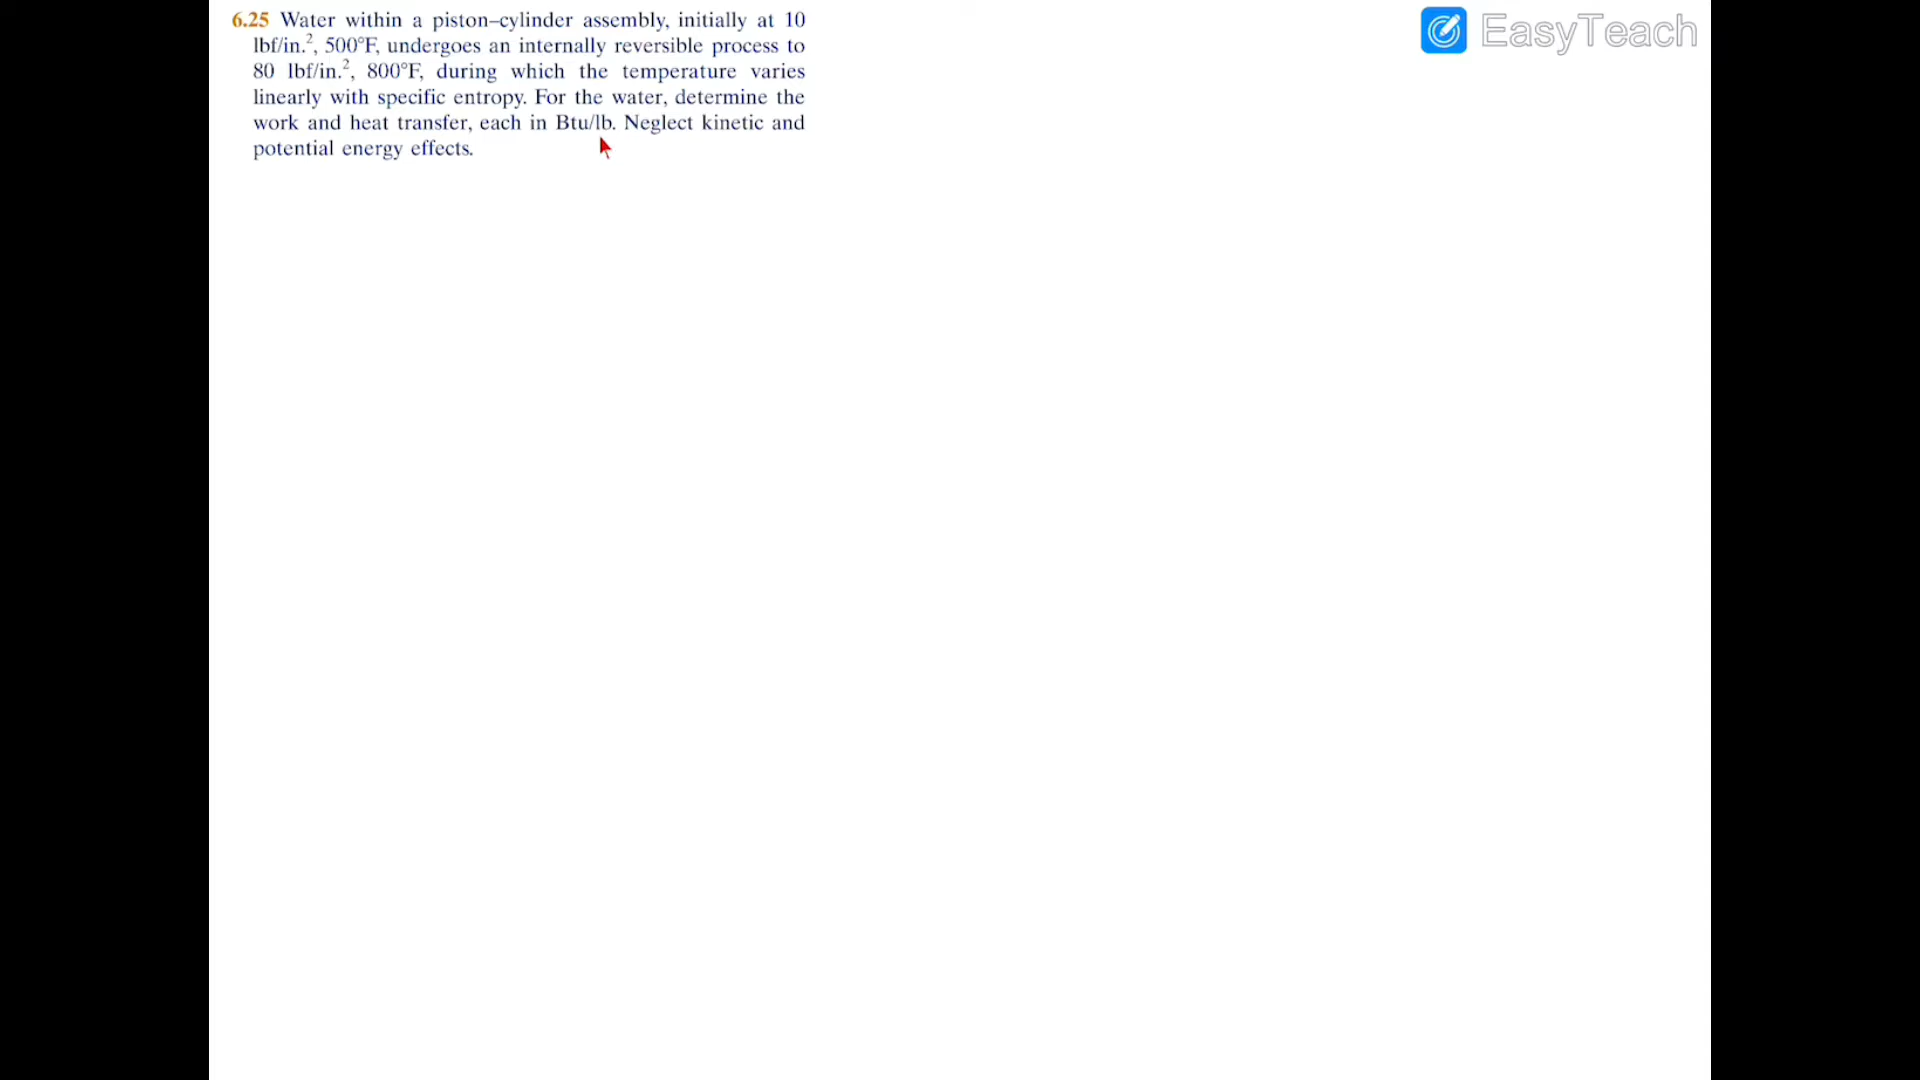 6.25 Water within a piston–cylinder assembly, initially at 10
lbf/in.², 500°F, undergoes an internally reversible process to
80 lbf/in.², 800°F, during which the temperature varies
linearly with specific entropy. For the water, determine the
work and heat transfer, each in Btu/lb. Neglect kinetic and
potential energy effects.
EasyTeach